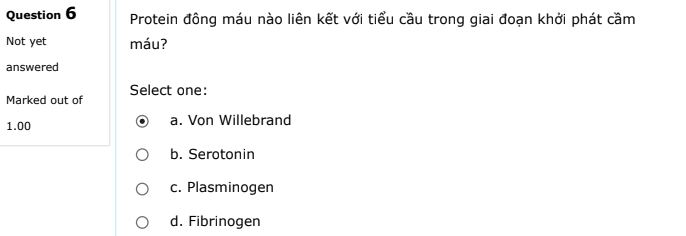 Question 6
Not yet
answered
Marked out of
1.00
Protein đông máu nào liên kết với tiểu cầu trong giai đoạn khởi phát cầm
máu?
Select one:
a. Von Willebrand
b. Serotonin
c. Plasminogen
d. Fibrinogen